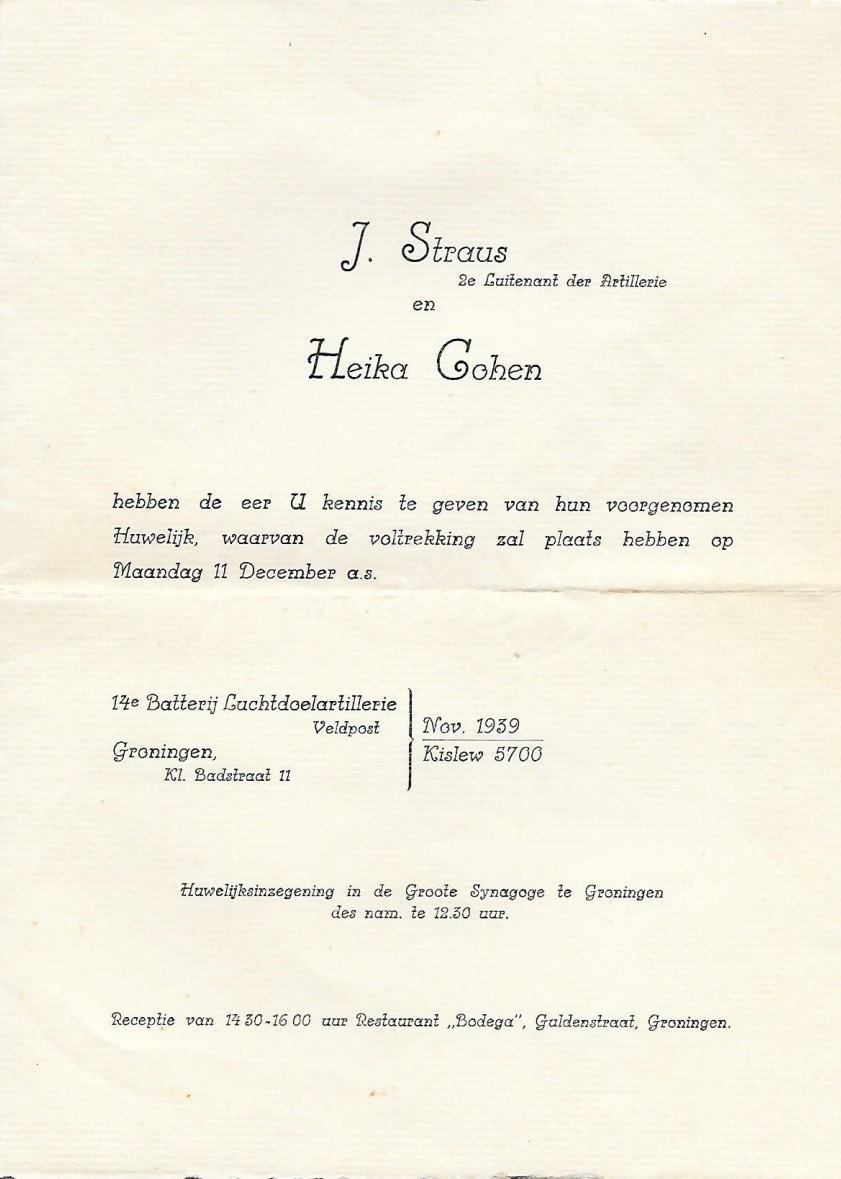 J. Straus
2e Luitenant der Artillerie
en
Heika Cohen
hebben de eer U kennis te geven van hun voorgenomen
Huwelijk, waarvan de voltrekking zal plaats hebben op
Maandag 11 December a.s.
14e Batterij Luchtdoelartillerie
Veldpost
Groningen,
Kl. Badstraat 11
Nov. 1939
Kislew 5700
Huwelijksinzegening in de Groote Synagoge te Groningen
des nam. te 12.30 uur.
Receptie van 14 30-16 00 uur Restaurant „Bodega”, Guldenstraat, Groningen.